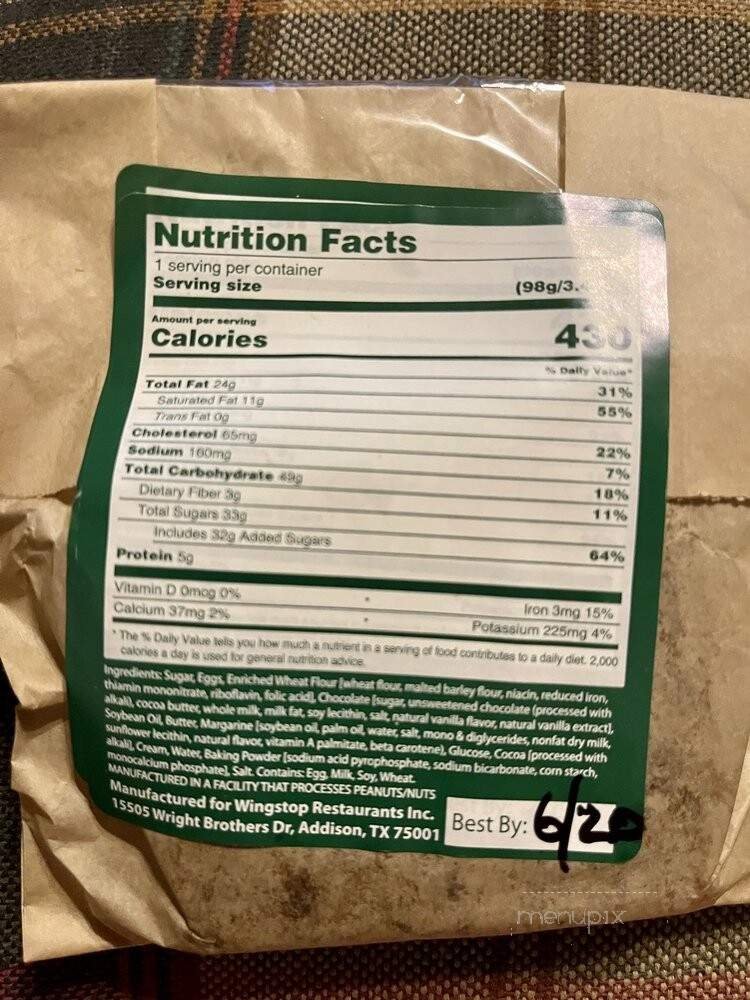 Nutrition Facts
1 serving per container
Serving size (98g/3.
Amount per serving
Calories 430
% Daily Value*
Total Fat 24g 31%
Saturated Fat 11g 55%
Trans Fat 0g
Cholesterol 65mg 22%
Sodium 160mg 7%
Total Carbohydrate 49g 18%
Dietary Fiber 3g 11%
Total Sugars 33g
Includes 32g Added Sugars 64%
Protein 5g
Vitamin D 0mcg 0% • Iron 3mg 15%
Calcium 37mg 2% • Potassium 225mg 4%
* The % Daily Value tells you how much a nutrient in a serving of food contributes to a daily diet. 2,000
calories a day is used for general nutrition advice.
Ingredients: Sugar, Eggs, Enriched Wheat Flour [wheat flour, malted barley flour, niacin, reduced iron,
thiamin mononitrate, riboflavin, folic acid], Chocolate [sugar, unsweetened chocolate (processed with
alkali), cocoa butter, whole milk, milk fat, soy lecithin, salt, natural vanilla flavor, natural vanilla extract],
Soybean Oil, Butter, Margarine [soybean oil, palm oil, water, salt, mono & diglycerides, nonfat dry milk,
sunflower lecithin, natural flavor, vitamin A palmitate, beta carotene], Glucose, Cocoa [processed with
alkali], Cream, Water, Baking Powder [sodium acid pyrophosphate, sodium bicarbonate, corn starch,
monocalcium phosphate], Salt. Contains: Egg, Milk, Soy, Wheat.
MANUFACTURED IN A FACILITY THAT PROCESSES PEANUTS/NUTS
Manufactured for Wingstop Restaurants Inc.
15505 Wright Brothers Dr, Addison, TX 75001
Best By: 6/20
menupix